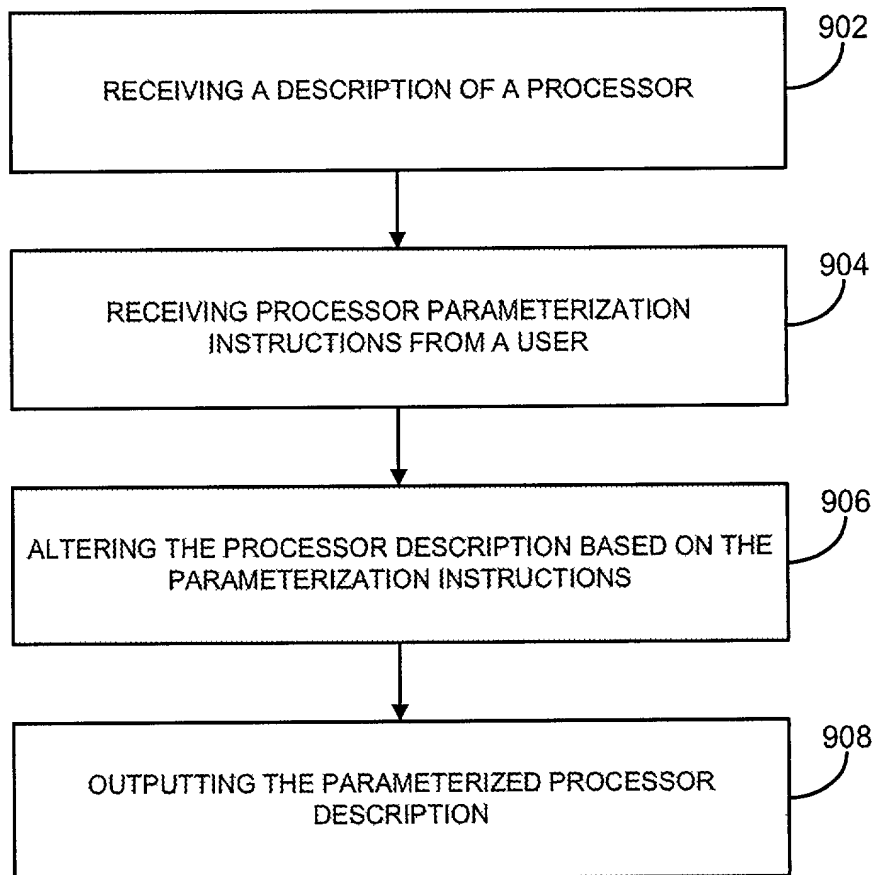 902
RECEIVING A DESCRIPTION OF A PROCESSOR
904
RECEIVING PROCESSOR PARAMETERIZATION
INSTRUCTIONS FROM A USER
906
ALTERING THE PROCESSOR DESCRIPTION BASED ON THE
PARAMETERIZATION INSTRUCTIONS
908
OUTPUTTING THE PARAMETERIZED PROCESSOR
DESCRIPTION